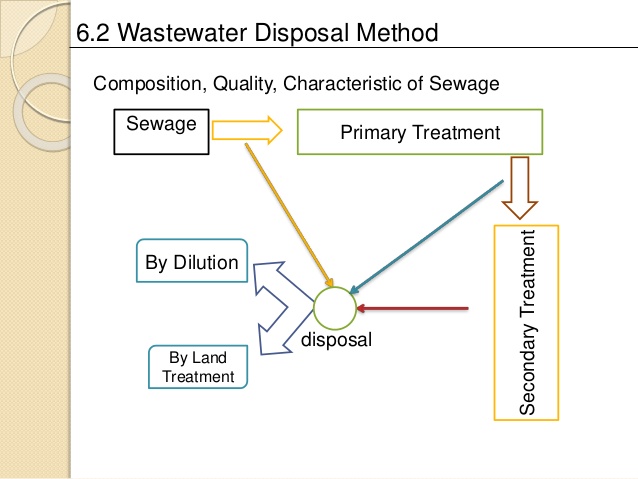 6.2 Wastewater Disposal Method
Composition, Quality, Characteristic of Sewage
Sewage
Primary Treatment
Secondary Treatment
By Dilution
disposal
By Land
Treatment